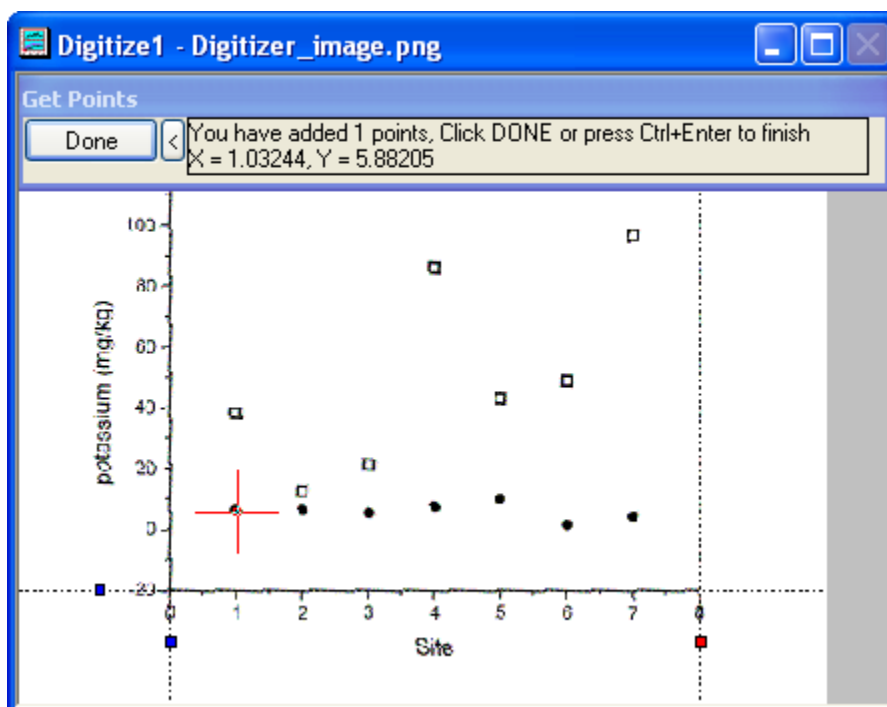 Digitize1 - Digitizer_image.png
Get Points
Done
<
You have added 1 points, Click DONE or press Ctrl+Enter to finish
X = 1.03244, Y = 5.88205
100
80
60
40
20
0
-20
potassium (mg/kg)
0 1 2 3 4 5 6 7 8
Site